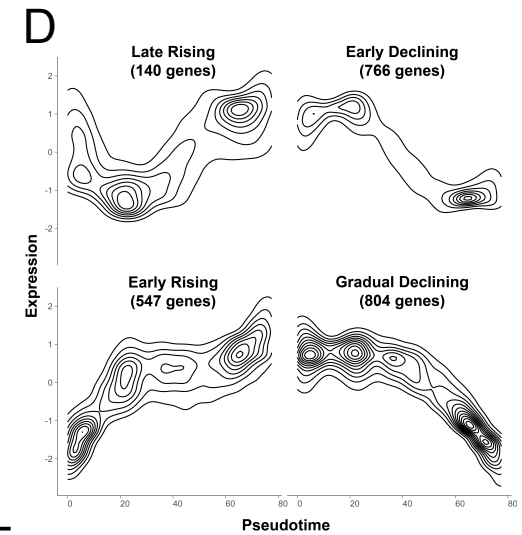 D
Late Rising
(140 genes)
Early Declining
(766 genes)
2
1
0
-1
-2
Early Rising
(547 genes)
Gradual Declining
(804 genes)
2
1
0
-1
-2
Expression
0 20 40 60 80 0 20 40 60 80
Pseudotime